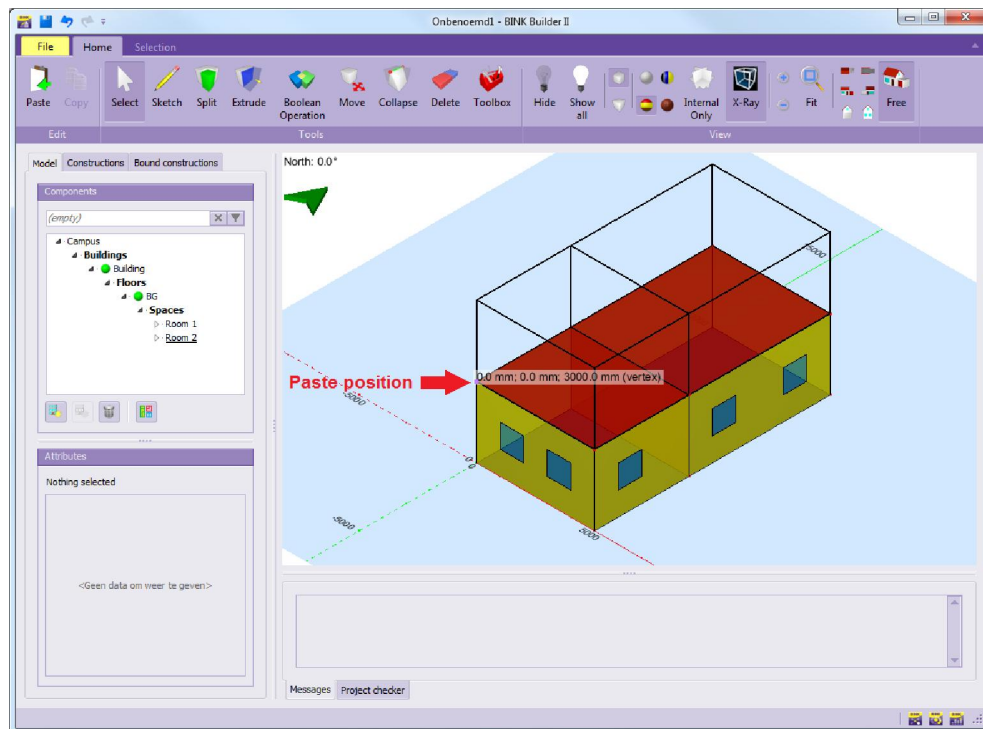 Onbenoemd1 - BINK Builder II
File Home Selection
Paste Copy Select Sketch Split Extrude Boolean Operation Move Collapse Delete Toolbox Hide Show all Internal Only X-Ray Fit Free
Edit Tools View
Model Constructions Bound constructions
North: 0.0°
Components
(empty)
Campus
Buildings
Building
Floors
BG
Spaces
Room 1
Room 2
5000
Paste position
0.0 mm; 0.0 mm; 3000.0 mm (vertex)
-5000
0
0
-5000
5000
Attributes
Nothing selected
<Geen data om weer te geven>
Messages Project checker